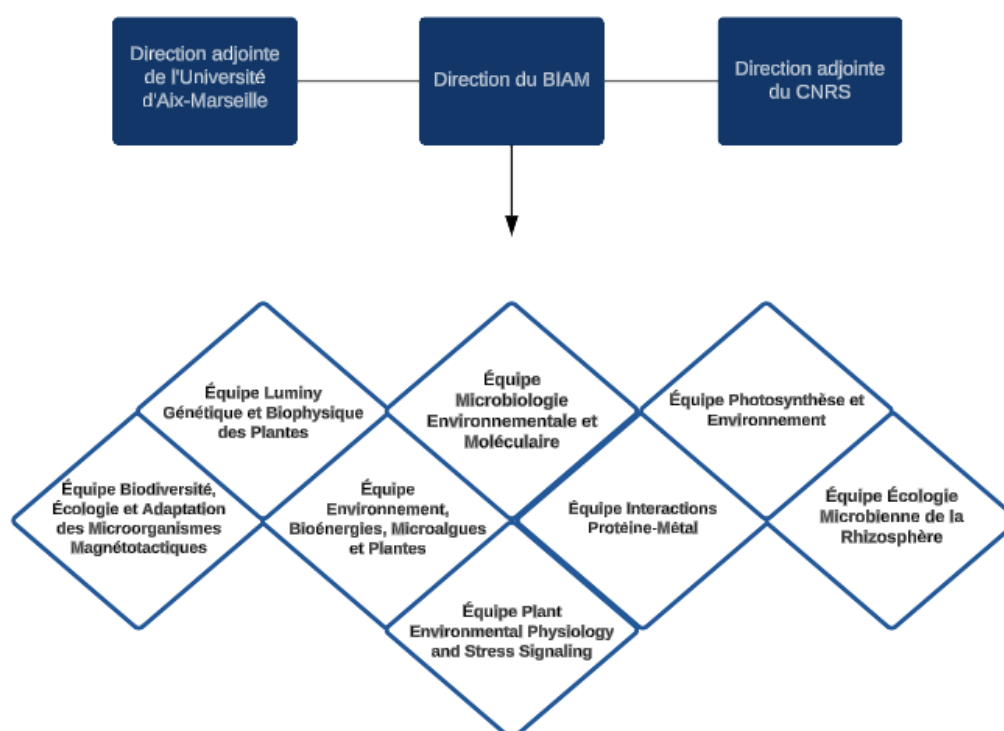 Direction adjointe
de l'Université
d'Aix-Marseille
Direction du BIAM
Direction adjointe
du CNRS
Équipe Luminy
Génétique et Biophysique
des Plantes
Équipe
Microbiologie
Environnementale et
Moléculaire
Équipe Photosynthèse et
Environnement
Équipe Biodiversité,
Écologie et Adaptation
des Microorganismes
Magnétotactiques
Équipe
Environnement,
Bioénergies, Microalgues
et Plantes
Équipe Interactions
Protéine-Métal
Équipe Écologie
Microbienne de la
Rhizosphère
Équipe Plant
Environmental Physiology
and Stress Signaling